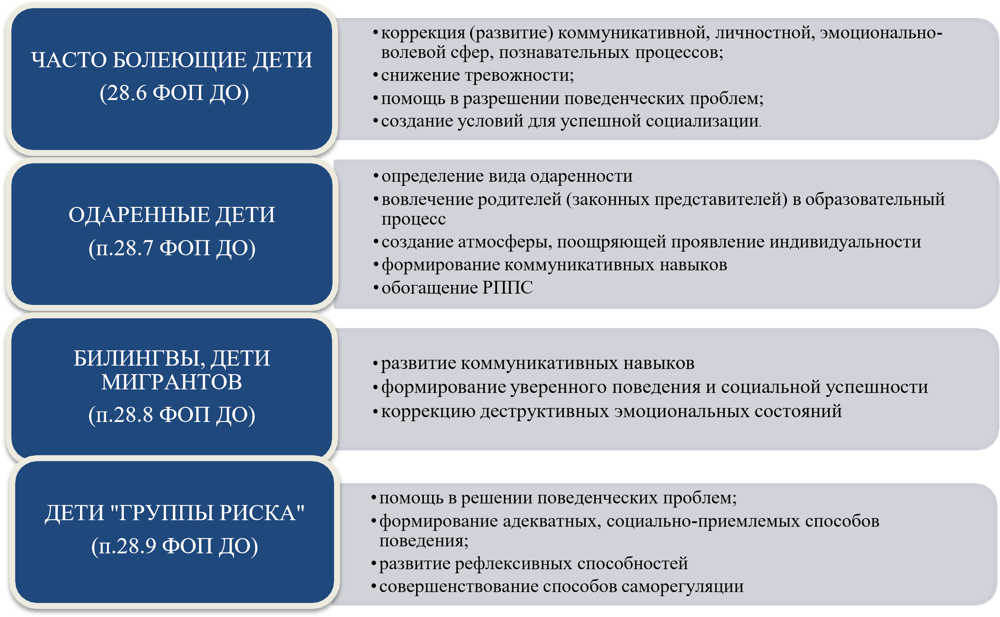 ЧАСТО БОЛЕЮЩИЕ ДЕТИ
(28.6 ФОП ДО)
•коррекция (развитие) коммуникативной, личностной, эмоционально-
волевой сфер, познавательных процессов;
•снижение тревожности;
•помощь в разрешении поведенческих проблем;
•создание условий для успешной социализации.
ОДАРЕННЫЕ ДЕТИ
(п.28.7 ФОП ДО)
•определение вида одаренности
•вовлечение родителей (законных представителей) в образовательный
процесс
•создание атмосферы, поощряющей проявление индивидуальности
•формирование коммуникативных навыков
•обогащение РППС
БИЛИНГВЫ, ДЕТИ
МИГРАНТОВ
(п.28.8 ФОП ДО)
•развитие коммуникативных навыков
•формирование уверенного поведения и социальной успешности
•коррекцию деструктивных эмоциональных состояний
ДЕТИ "ГРУППЫ РИСКА"
(п.28.9 ФОП ДО)
•помощь в решении поведенческих проблем;
•формирование адекватных, социально-приемлемых способов
поведения;
•развитие рефлексивных способностей
•совершенствование способов саморегуляции